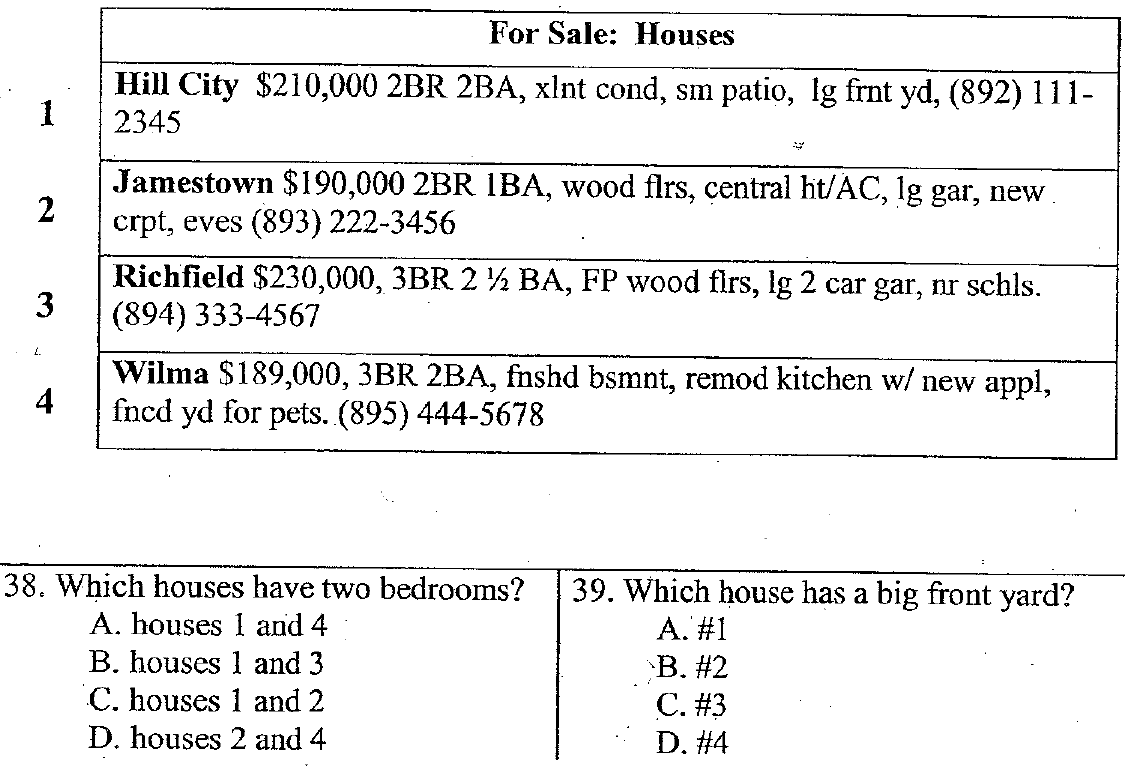 For Sale: Houses
1
Hill City $210,000 2BR 2BA, xlnt cond, sm patio, lg frnt yd, (892) 111-
2345
2
Jamestown $190,000 2BR 1BA, wood flrs, central ht/AC, lg gar, new
crpt, eves (893) 222-3456
3
Richfield $230,000, 3BR 2 ½ BA, FP wood flrs, lg 2 car gar, nr schls.
(894) 333-4567
4
Wilma $189,000, 3BR 2BA, fnshd bsmnt, remod kitchen w/ new appl,
fncd yd for pets. (895) 444-5678
38. Which houses have two bedrooms?
A. houses 1 and 4
B. houses 1 and 3
C. houses 1 and 2
D. houses 2 and 4
39. Which house has a big front yard?
A. #1
B. #2
C. #3
D. #4